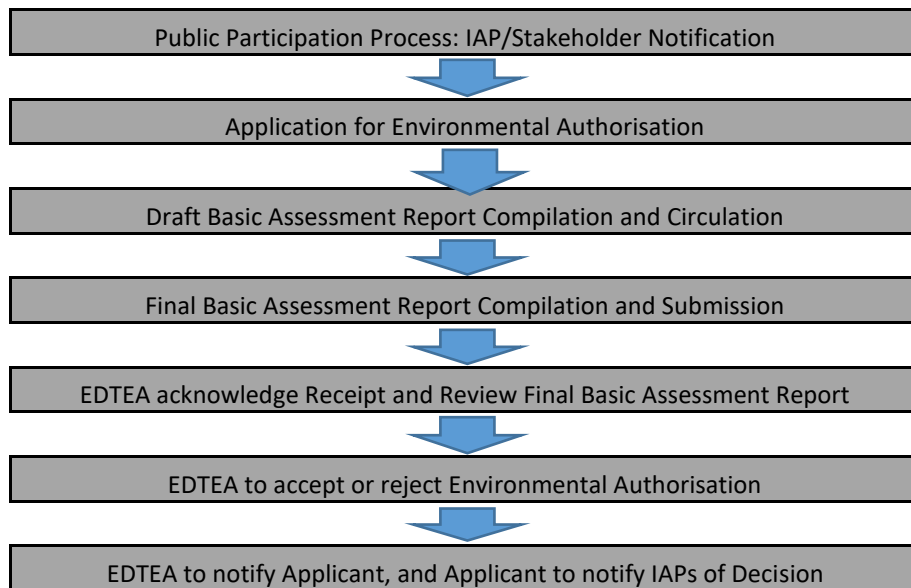 Public Participation Process: IAP/Stakeholder Notification
Application for Environmental Authorisation
Draft Basic Assessment Report Compilation and Circulation
Final Basic Assessment Report Compilation and Submission
EDTEA acknowledge Receipt and Review Final Basic Assessment Report
EDTEA to accept or reject Environmental Authorisation
EDTEA to notify Applicant, and Applicant to notify IAPs of Decision